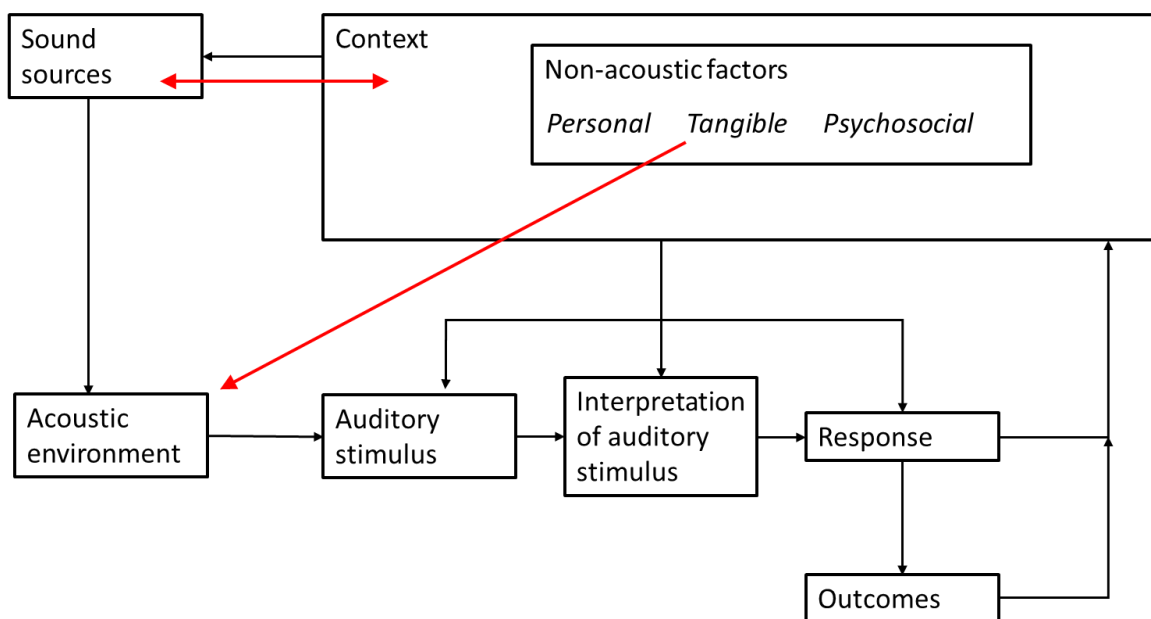 Sound
sources
Context
Non-acoustic factors
Personal Tangible Psychosocial
Acoustic
environment
Auditory
stimulus
Interpretation
of auditory
stimulus
Response
Outcomes